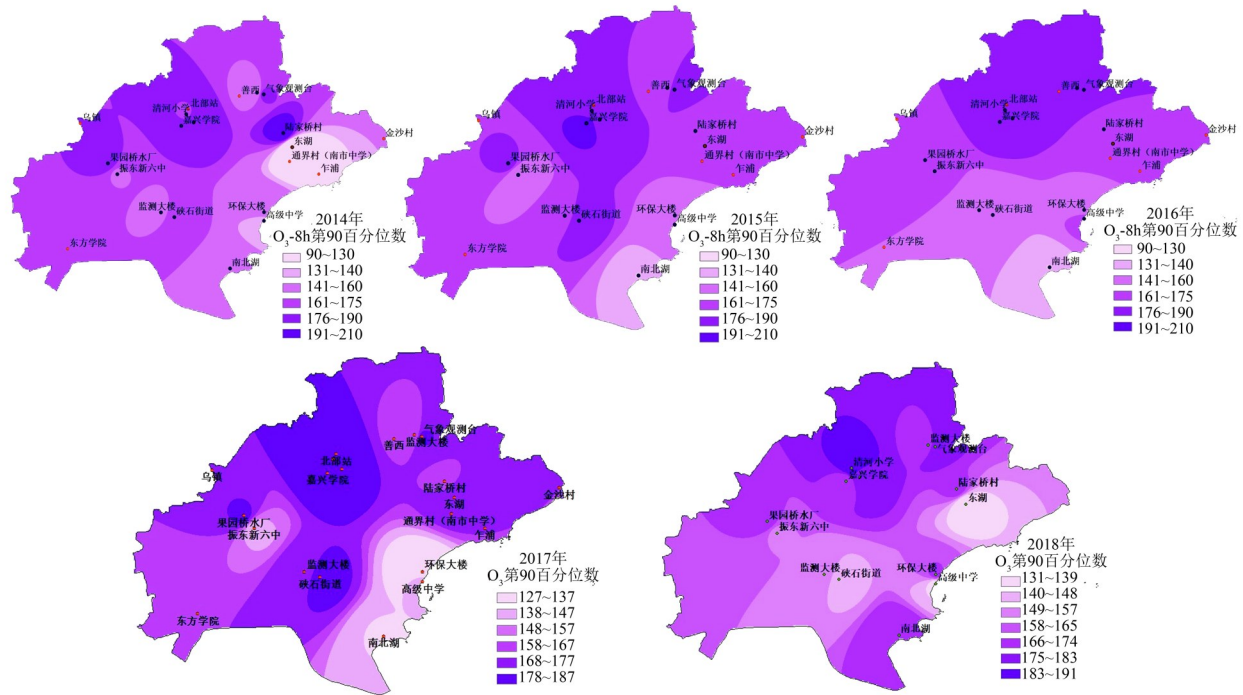 善西
气象观测台
清河小学
北部站
嘉兴学院
乌镇
陆家桥村
金沙村
东湖
通界村（南市中学）
乍浦
果园桥水厂
振东新六中
监测大楼
硖石街道
环保大楼
高级中学
东方学院
南北湖
2014年
O₃-8h第90百分位数
90~130
131~140
141~160
161~175
176~190
191~210
善西
气象观测台
清河小学
北部站
嘉兴学院
乌镇
陆家桥村
金沙村
东湖
通界村（南市中学）
乍浦
果园桥水厂
振东新六中
监测大楼
硖石街道
环保大楼
高级中学
东方学院
南北湖
2015年
O₃-8h第90百分位数
90~130
131~140
141~160
161~175
176~190
191~210
善西
气象观测台
清河小学
北部站
嘉兴学院
乌镇
陆家桥村
金沙村
东湖
通界村（南市中学）
乍浦
果园桥水厂
振东新六中
监测大楼
硖石街道
环保大楼
高级中学
东方学院
南北湖
2016年
O₃-8h第90百分位数
90~130
131~140
141~160
161~175
176~190
191~210
气象观测台
善西
监测大楼
北部站
嘉兴学院
乌镇
陆家桥村
金沙村
东湖
通界村（南市中学）
乍浦
果园桥水厂
振东新六中
监测大楼
硖石街道
环保大楼
高级中学
东方学院
南北湖
2017年
O₃第90百分位数
127~137
138~147
148~157
158~167
168~177
178~187
监测大楼
气象观测台
清河小学
嘉兴学院
陆家桥村
东湖
果园桥水厂
振东新六中
监测大楼
硖石街道
环保大楼
高级中学
南北湖
2018年
O₃第90百分位数
131~139
140~148
149~157
158~165
166~174
175~183
183~191